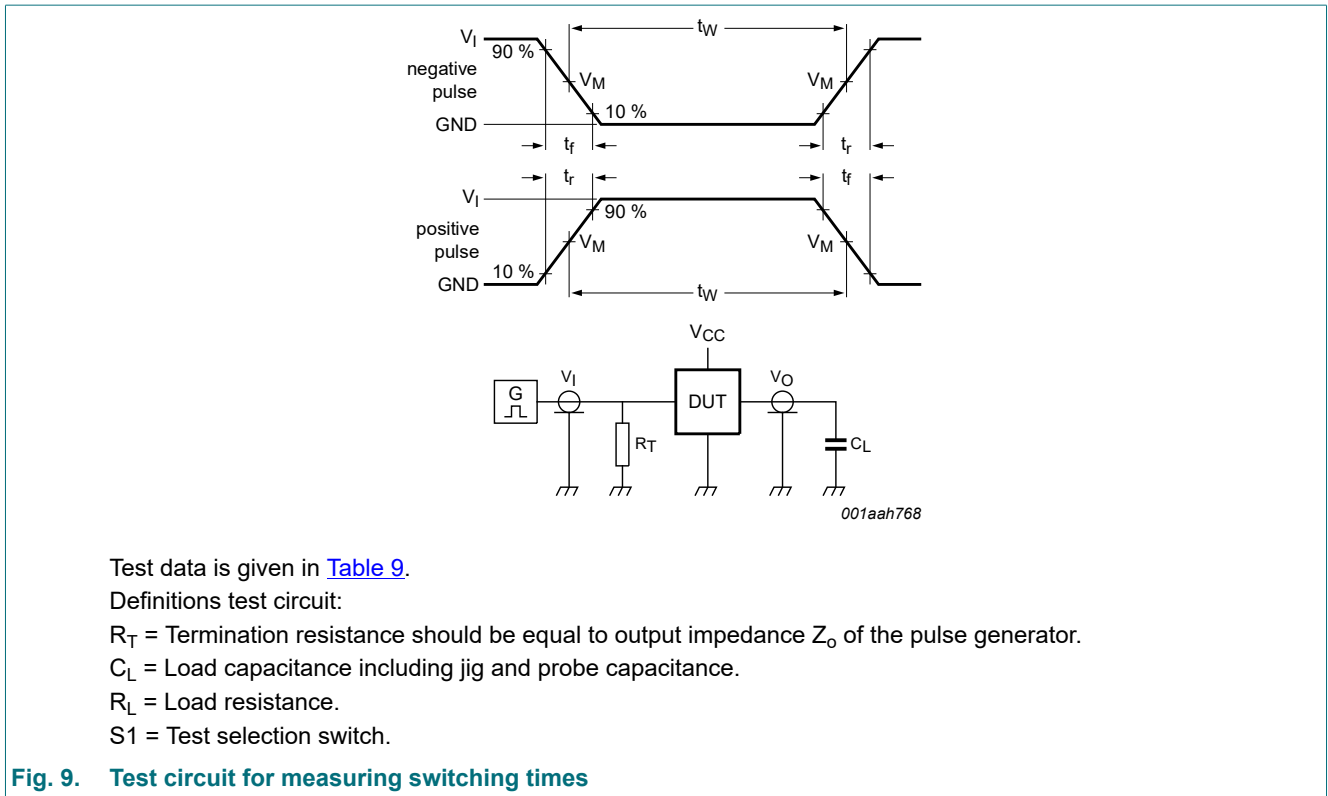 tW
VI
90 %
negative
pulse
VM
VM
10 %
GND
tf
tr
tr
tf
VI
90 %
positive
pulse
VM
VM
10 %
GND
tW
VCC
G
VI
DUT
VO
RT
CL
001aah768
Test data is given in Table 9.
Definitions test circuit:
RT = Termination resistance should be equal to output impedance Zo of the pulse generator.
CL = Load capacitance including jig and probe capacitance.
RL = Load resistance.
S1 = Test selection switch.
Fig. 9. Test circuit for measuring switching times